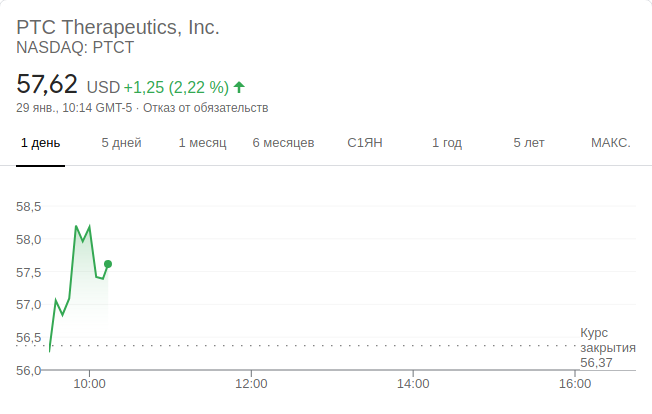 PTC Therapeutics, Inc.
NASDAQ: PTCT
57,62 USD +1,25 (2,22 %)
29 янв., 10:14 GMT-5 · Отказ от обязательств
1 день 5 дней 1 месяц 6 месяцев С1ЯН 1 год 5 лет МАКС.
58,5
58,0
57,5
57,0
56,5
56,0
Курс
закрытия
56,37
10:00 12:00 14:00 16:00